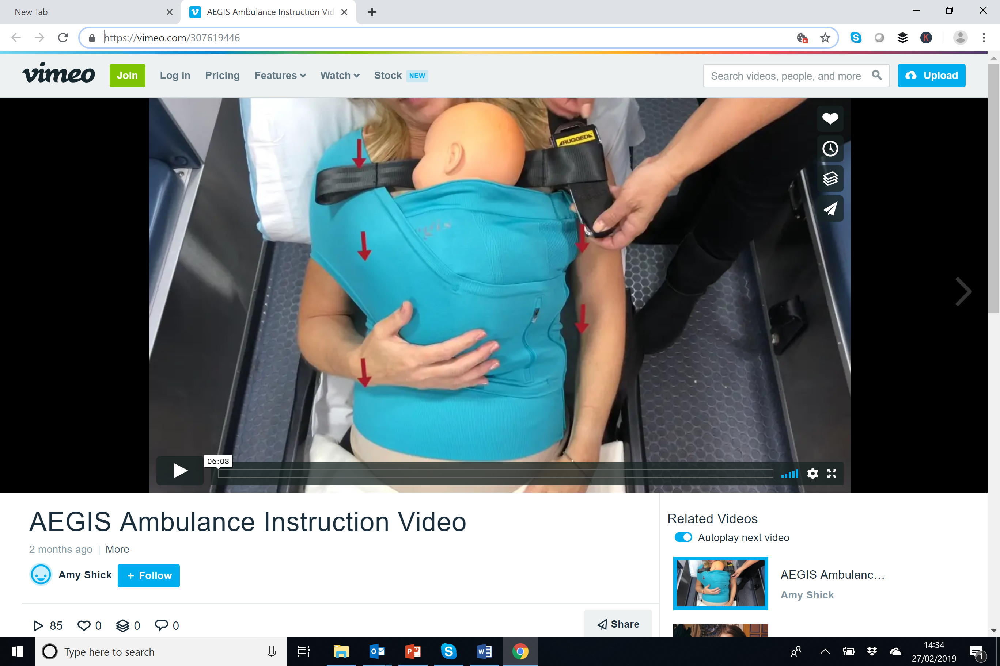 New Tab
AEGIS Ambulance Instruction Vid
https://vimeo.com/307619446
K
vimeo
Join
Log in
Pricing
Features
Watch
Stock
NEW
Search videos, people, and more
Upload
RUGGED
06:08
AEGIS Ambulance Instruction Video
2 months ago | More
Amy Shick
+ Follow
85
0
0
0
Share
Related Videos
Autoplay next video
AEGIS Ambulanc...
Amy Shick
Type here to search
14:34
27/02/2019
1